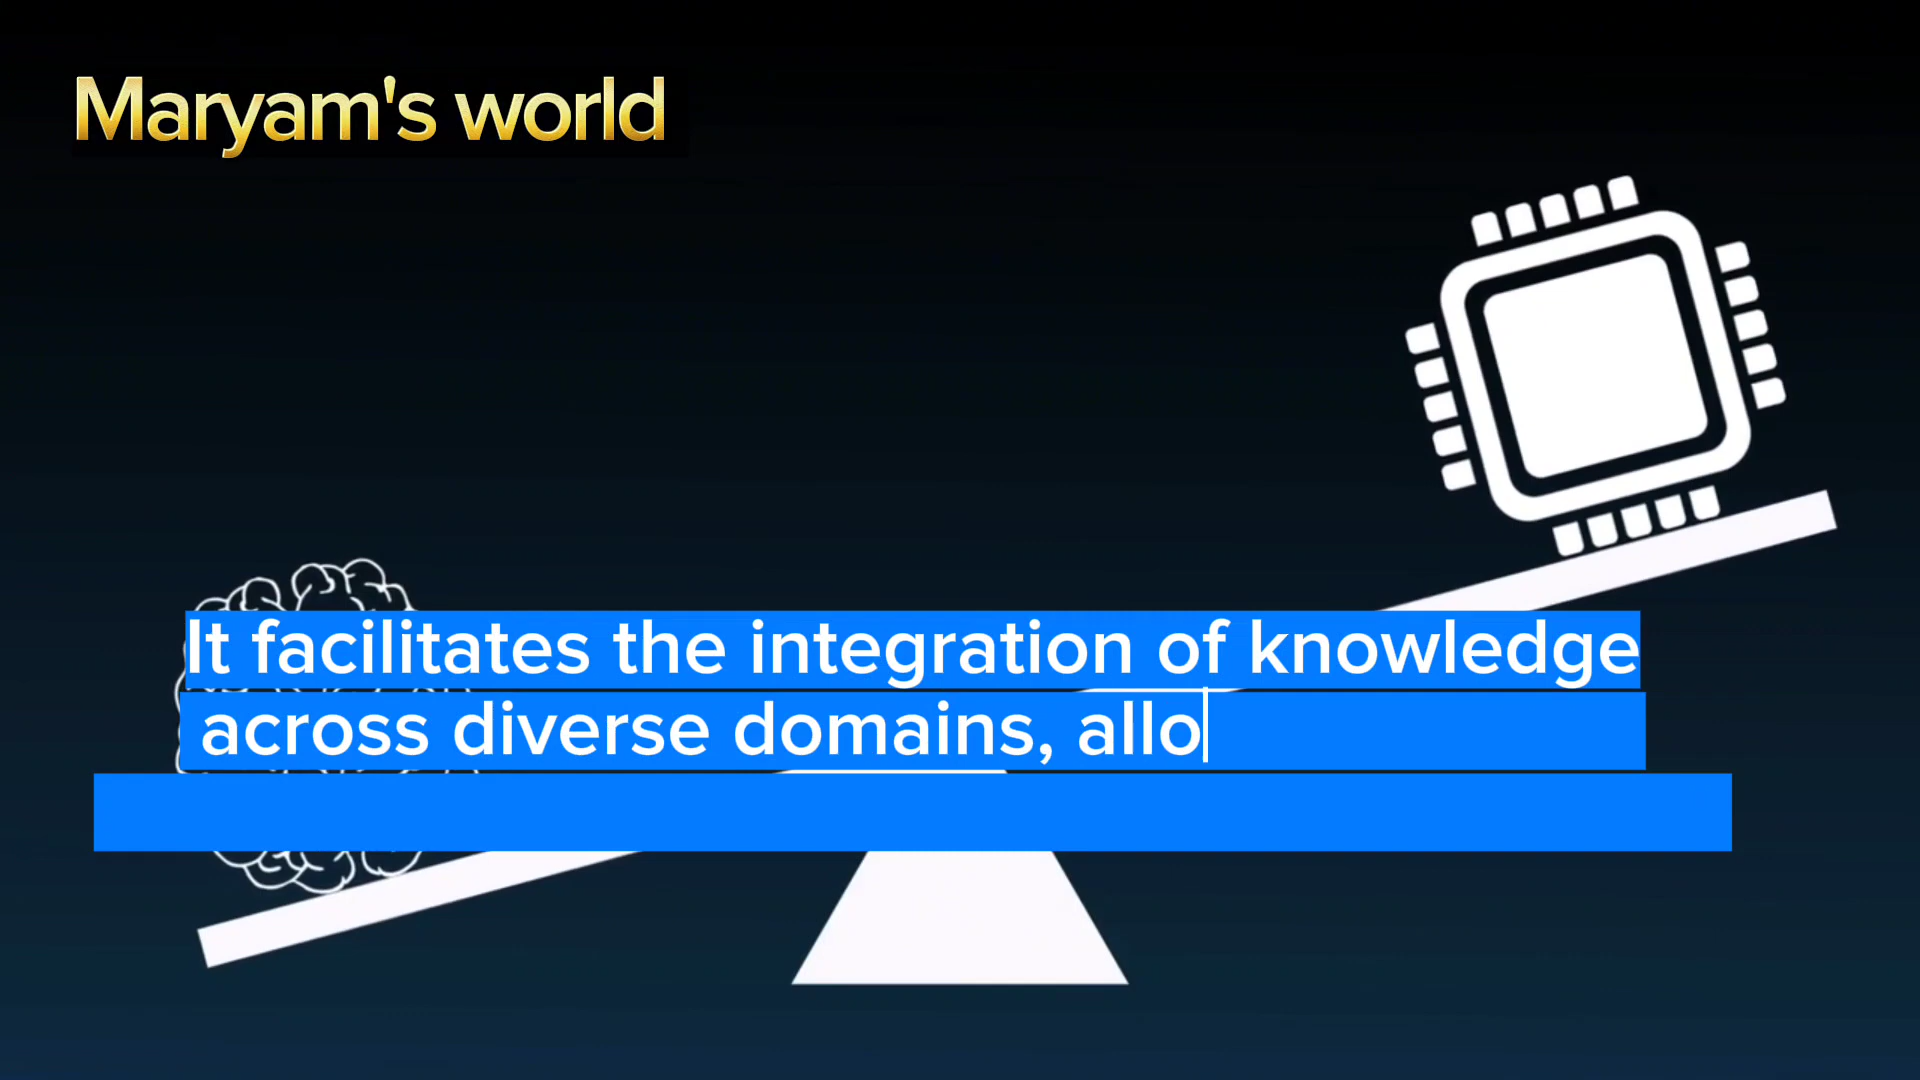 Maryam's world
It facilitates the integration of knowledge
across diverse domains, allo